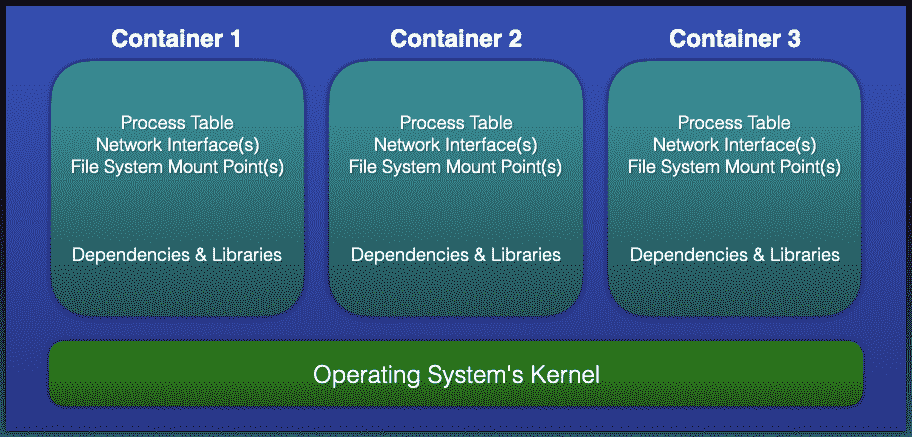 Container 1
Container 2
Container 3
Process Table
Network Interface(s)
File System Mount Point(s)
Dependencies & Libraries
Process Table
Network Interface(s)
File System Mount Point(s)
Dependencies & Libraries
Process Table
Network Interface(s)
File System Mount Point(s)
Dependencies & Libraries
Operating System's Kernel